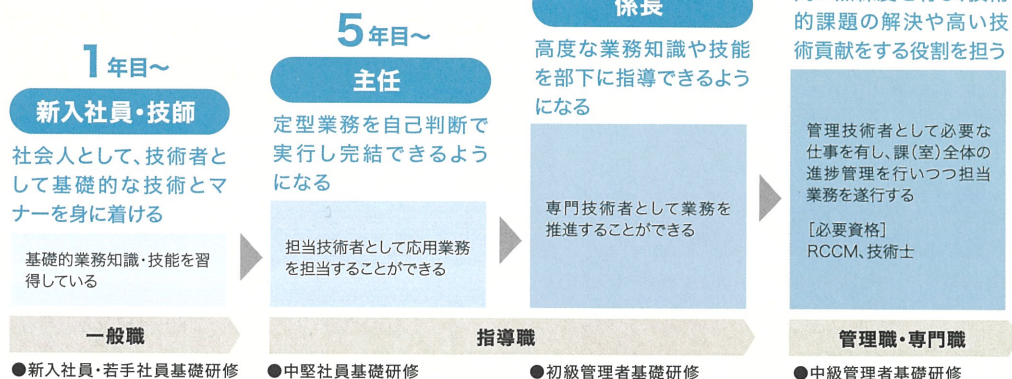 1年目～
新入社員・技師
社会人として、技術者と
して基礎的な技術とマ
ナーを身に着ける
基礎的業務知識・技能を習
得している
5年目～
主任
定型業務を自己判断で
実行し完結できるよう
になる
担当技術者として応用業務
を担当することができる
係長
高度な業務知識や技能
を部下に指導できるよう
になる
専門技術者として業務を
推進することができる
的課題の解決や高い技
術貢献をする役割を担う
管理技術者として必要な
仕事を有し、課(室)全体の
進捗管理を行いつつ担当
業務を遂行する
[必要資格]
RCCM、技術士
一般職
指導職
管理職・専門職
●新入社員・若手社員基礎研修
●中堅社員基礎研修
●初級管理者基礎研修
●中級管理者基礎研修